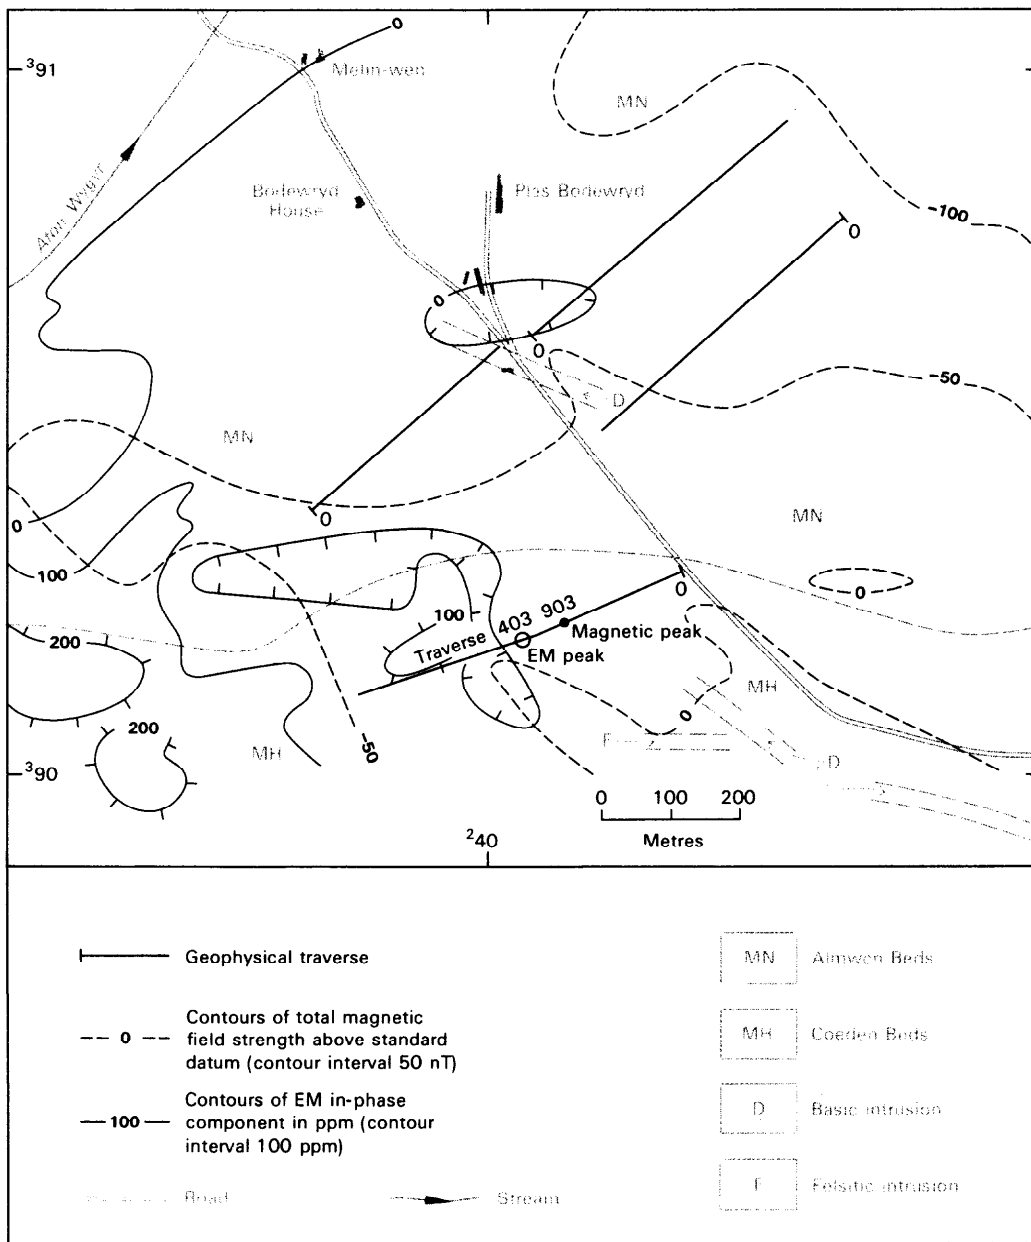 0
³91
Melin-wen
MN
Afon Wygyr
Bodewryd
House
Plas Bodewryd
-100
0
0
0
-50
D
MN
0
MN
0
100
0
0
100
403 903
Magnetic peak
Traverse
EM peak
200
MH
0
200
-50
MH
F
D
³90
0 100 200
Metres
²40
Geophysical traverse
MN
Amlwch Beds
0
Contours of total magnetic
field strength above standard
datum (contour interval 50 nT)
MH
Coeden Beds
100
Contours of EM in-phase
component in ppm (contour
interval 100 ppm)
D
Basic intrusion
F
Felsitic intrusion
Road
Stream